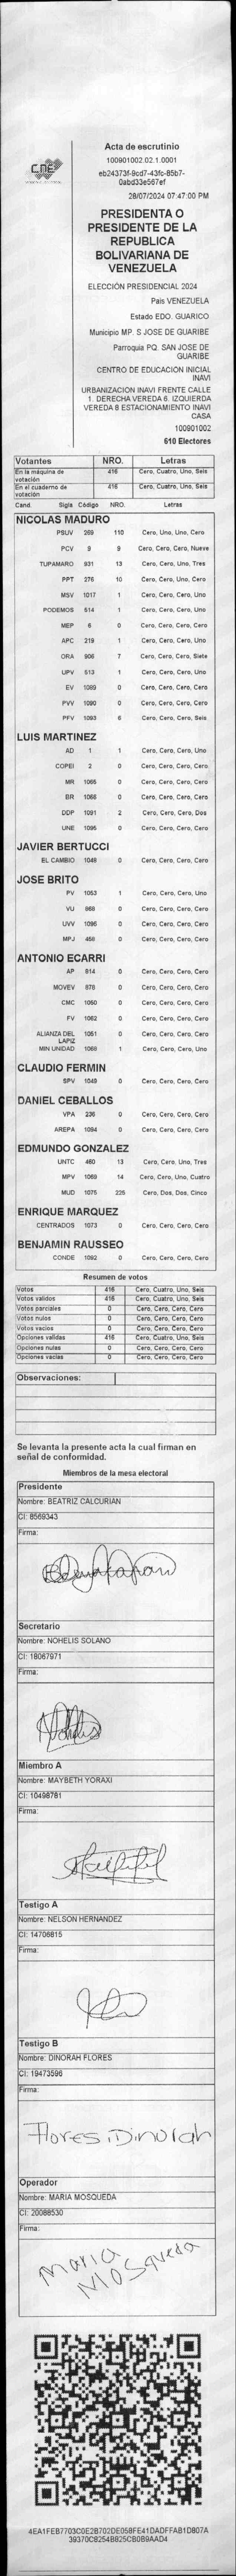 CNE
Acta de escrutinio
100901002.02.1.0001
eb24373f-9cd7-43fc-85b7-
0abd33e567ef
28/07/2024 07:47:00 PM
PRESIDENTA O
PRESIDENTE DE LA
REPUBLICA
BOLIVARIANA DE
VENEZUELA
ELECCIÓN PRESIDENCIAL 2024
País VENEZUELA
Estado EDO. GUARICO
Municipio MP. S JOSE DE GUARIBE
Parroquia PQ. SAN JOSE DE
GUARIBE
CENTRO DE EDUCACION INICIAL
INAVI
URBANIZACION INAVI FRENTE CALLE
1. DERECHA VEREDA 6. IZQUIERDA
VEREDA 8 ESTACIONAMIENTO INAVI
CASA
100901002
610 Electores
Votantes NRO. Letras
En la máquina de votación 416 Cero, Cuatro, Uno, Seis
En el cuaderno de votación 416 Cero, Cuatro, Uno, Seis
Cand. Sigla Código NRO. Letras
NICOLAS MADURO
PSUV 269 110 Cero, Uno, Uno, Cero
PCV 9 9 Cero, Cero, Cero, Nueve
TUPAMARO 931 13 Cero, Cero, Uno, Tres
PPT 276 10 Cero, Cero, Uno, Cero
MSV 1017 1 Cero, Cero, Cero, Uno
PODEMOS 514 1 Cero, Cero, Cero, Uno
MEP 6 0 Cero, Cero, Cero, Cero
APC 219 1 Cero, Cero, Cero, Uno
ORA 906 7 Cero, Cero, Cero, Siete
UPV 513 1 Cero, Cero, Cero, Uno
EV 1089 0 Cero, Cero, Cero, Cero
PVV 1090 0 Cero, Cero, Cero, Cero
PFV 1093 6 Cero, Cero, Cero, Seis
LUIS MARTINEZ
AD 1 1 Cero, Cero, Cero, Uno
COPEI 2 0 Cero, Cero, Cero, Cero
MR 1065 0 Cero, Cero, Cero, Cero
BR 1068 0 Cero, Cero, Cero, Cero
DDP 1091 2 Cero, Cero, Cero, Dos
UNE 1095 0 Cero, Cero, Cero, Cero
JAVIER BERTUCCI
EL CAMBIO 1048 0 Cero, Cero, Cero, Cero
JOSE BRITO
PV 1053 1 Cero, Cero, Cero, Uno
VU 968 0 Cero, Cero, Cero, Cero
UVV 1096 0 Cero, Cero, Cero, Cero
MPJ 456 0 Cero, Cero, Cero, Cero
ANTONIO ECARRI
AP 914 0 Cero, Cero, Cero, Cero
MOVEV 978 0 Cero, Cero, Cero, Cero
CMC 1050 0 Cero, Cero, Cero, Cero
FV 1062 0 Cero, Cero, Cero, Cero
ALIANZA DEL LAPIZ 1051 0 Cero, Cero, Cero, Cero
MIN UNIDAD 1069 1 Cero, Cero, Cero, Uno
CLAUDIO FERMIN
SPV 1049 0 Cero, Cero, Cero, Cero
DANIEL CEBALLOS
VPA 236 0 Cero, Cero, Cero, Cero
AREPA 1094 0 Cero, Cero, Cero, Cero
EDMUNDO GONZALEZ
UNTC 460 13 Cero, Cero, Uno, Tres
MPV 1069 14 Cero, Cero, Uno, Cuatro
MUD 1075 225 Cero, Dos, Dos, Cinco
ENRIQUE MARQUEZ
CENTRADOS 1073 0 Cero, Cero, Cero, Cero
BENJAMIN RAUSSEO
CONDE 1092 0 Cero, Cero, Cero, Cero
Resumen de votos
Votos 416 Cero, Cuatro, Uno, Seis
Votos validos 416 Cero, Cuatro, Uno, Seis
Votos parciales 0 Cero, Cero, Cero, Cero
Votos nulos 0 Cero, Cero, Cero, Cero
Votos vacios 0 Cero, Cero, Cero, Cero
Opciones validas 416 Cero, Cuatro, Uno, Seis
Opciones nulas 0 Cero, Cero, Cero, Cero
Opciones vacias 0 Cero, Cero, Cero, Cero
Observaciones:
Se levanta la presente acta la cual firman en
señal de conformidad.
Miembros de la mesa electoral
Presidente
Nombre: BEATRIZ CALCURIAN
CI: 8569343
Firma:
Secretario
Nombre: NOHELIS SOLANO
CI: 18067971
Firma:
Nohelis
Miembro A
Nombre: MAYBETH YORAXI
CI: 10498781
Firma:
Testigo A
Nombre: NELSON HERNANDEZ
CI: 14706815
Firma:
Testigo B
Nombre: DINORAH FLORES
CI: 19473596
Firma:
Flores, Dinorah
Operador
Nombre: MARIA MOSQUEDA
CI: 20088530
Firma:
Maria
Mosqueda
4EA1FEB7703C0E2B702DE058FE41DADFFAB1D807A
39370C8254B825CB0B9AAD4